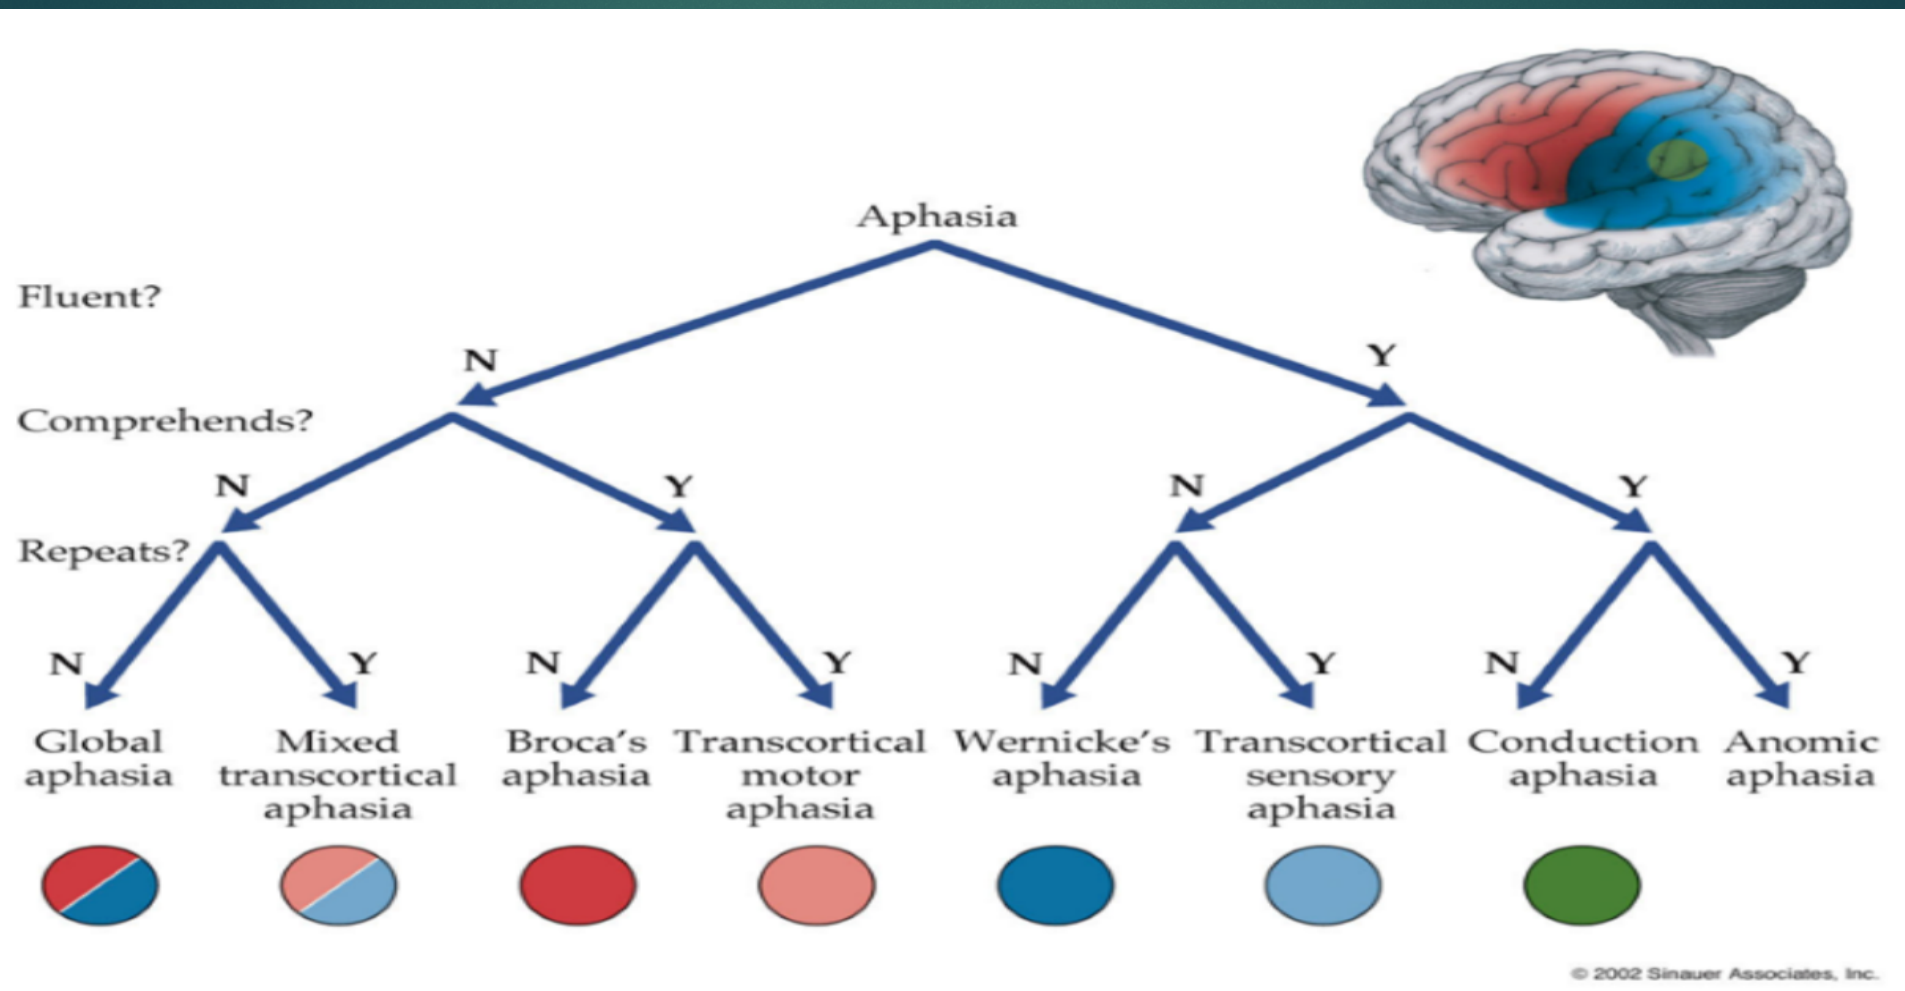 Aphasia
Fluent?
N Y
Comprehends?
N Y N Y
Repeats?
N Y N Y N Y N Y
Global aphasia
Mixed transcortical aphasia
Broca's aphasia
Transcortical motor aphasia
Wernicke's aphasia
Transcortical sensory aphasia
Conduction aphasia
Anomic aphasia
© 2002 Sinauer Associates, Inc.